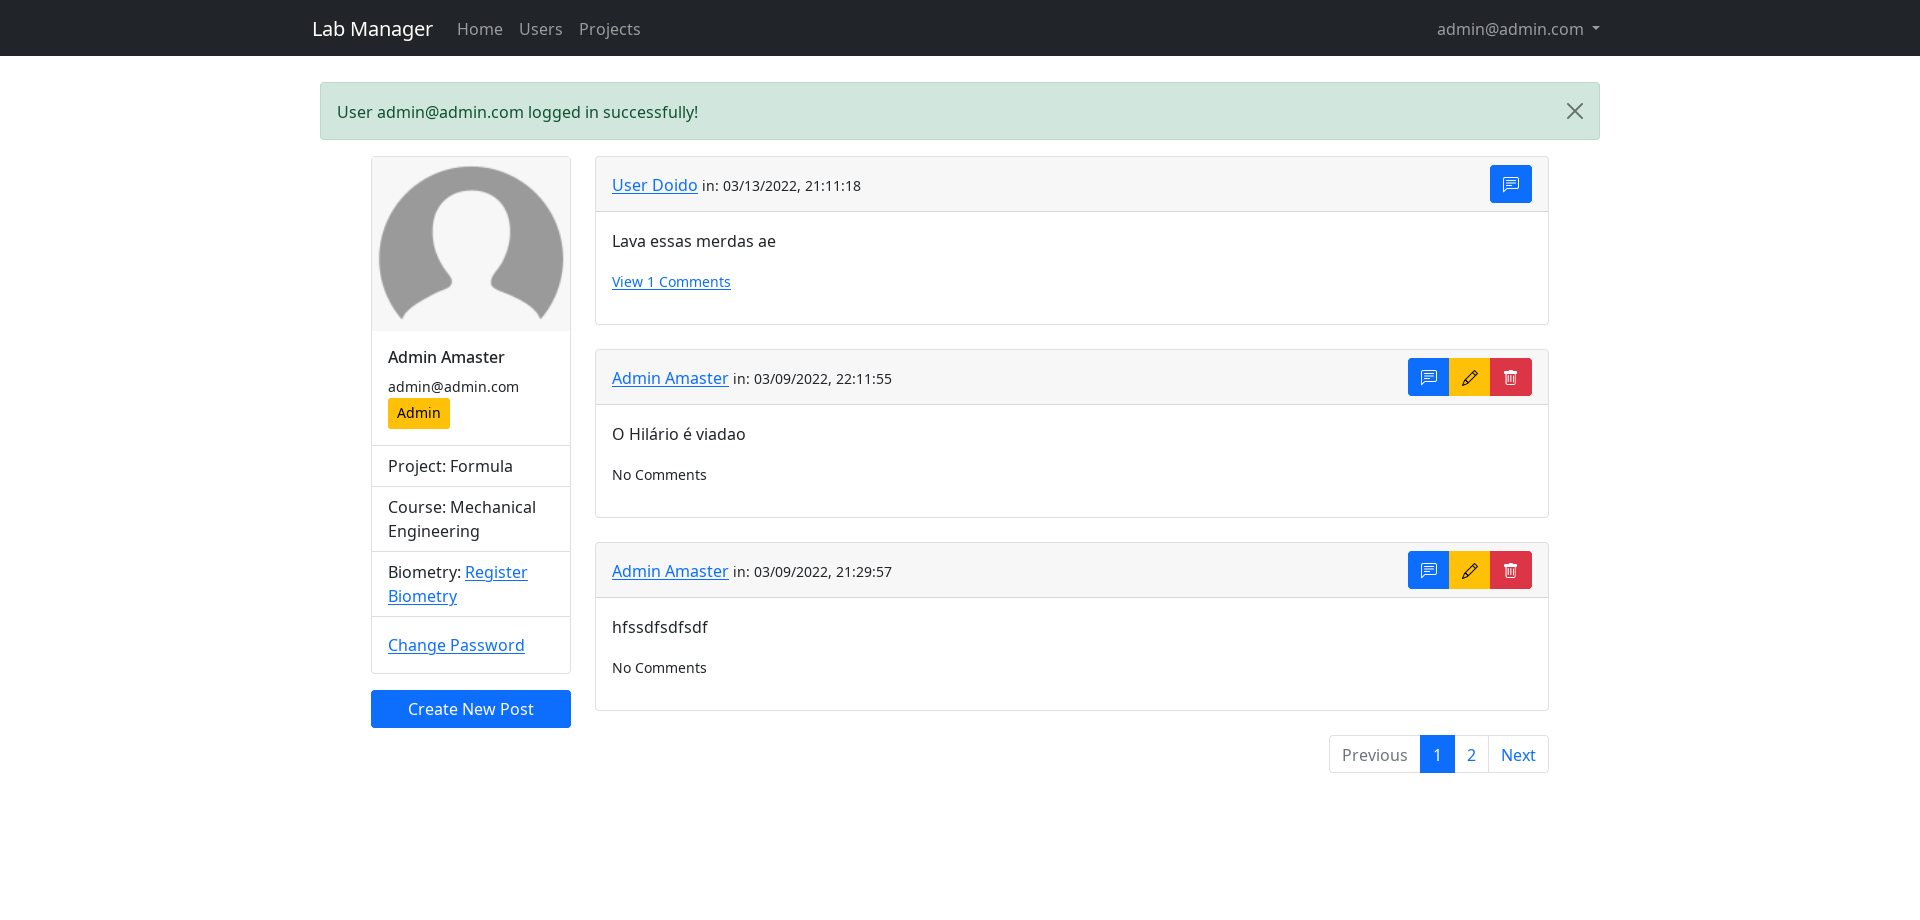 Lab Manager Home Users Projects admin@admin.com
User admin@admin.com logged in successfully!
Admin Amaster
admin@admin.com
Admin
Project: Formula
Course: Mechanical
Engineering
Biometry: Register
Biometry
Change Password
Create New Post
User Doido in: 03/13/2022, 21:11:18
Lava essas merdas ae
View 1 Comments
Admin Amaster in: 03/09/2022, 22:11:55
O Hilário é viadao
No Comments
Admin Amaster in: 03/09/2022, 21:29:57
hfssdfsdfsdf
No Comments
Previous 1 2 Next